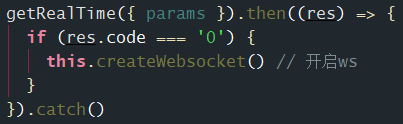 getRealTime({ params }).then((res) => {
  if (res.code === '0') {
    this.createWebsocket() // 开启ws
  }
}).catch()